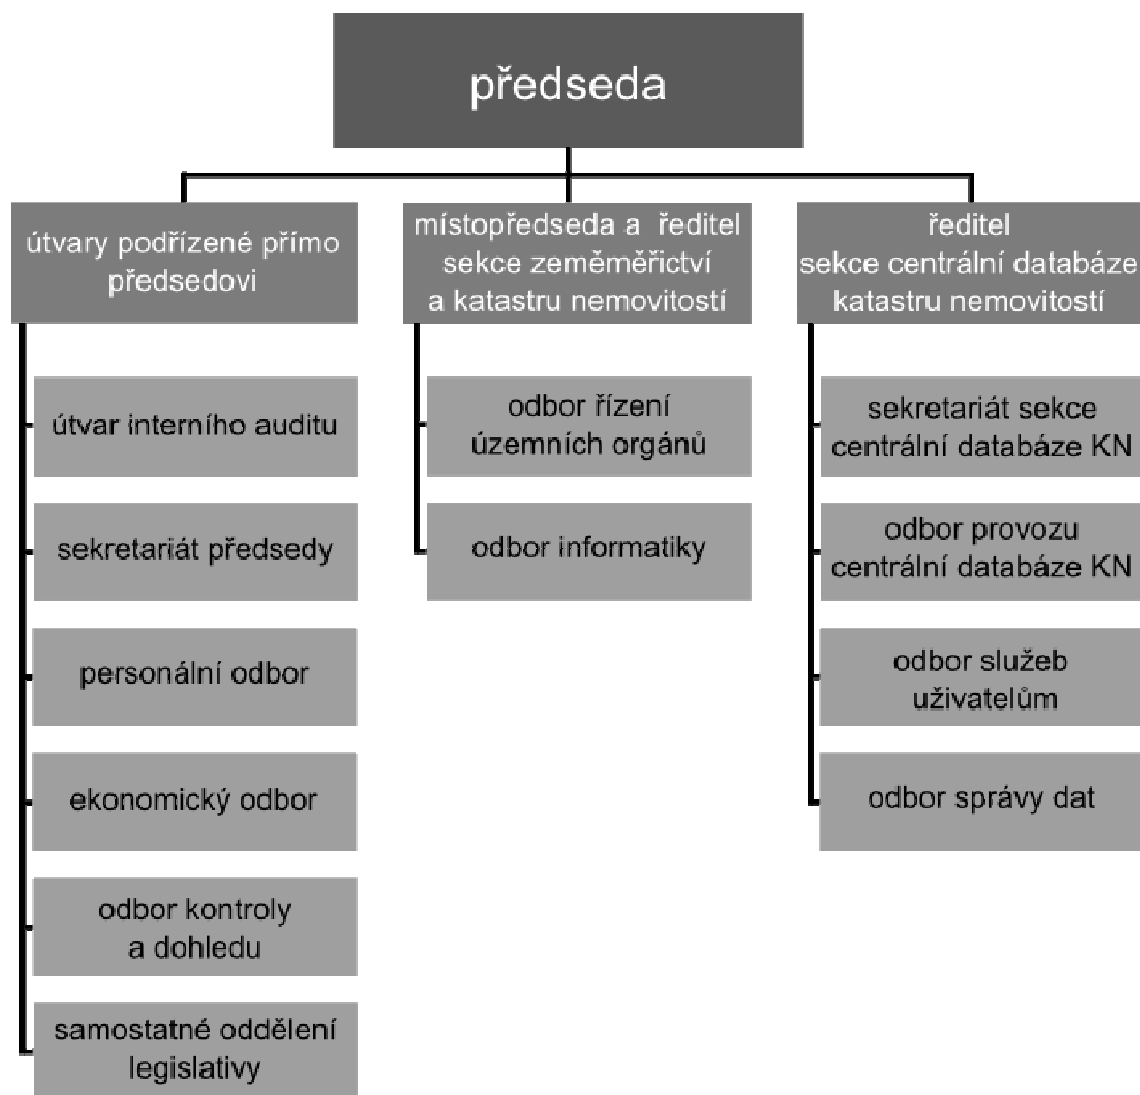 předseda
útvary podřízené přímo
předsedovi
místopředseda a ředitel
sekce zeměměřictví
a katastru nemovitostí
ředitel
sekce centrální databáze
katastru nemovitostí
útvar interního auditu
sekretariát předsedy
personální odbor
ekonomický odbor
odbor kontroly
a dohledu
samostatné oddělení
legislativy
odbor řízení
územních orgánů
odbor informatiky
sekretariát sekce
centrální databáze KN
odbor provozu
centrální databáze KN
odbor služeb
uživatelům
odbor správy dat